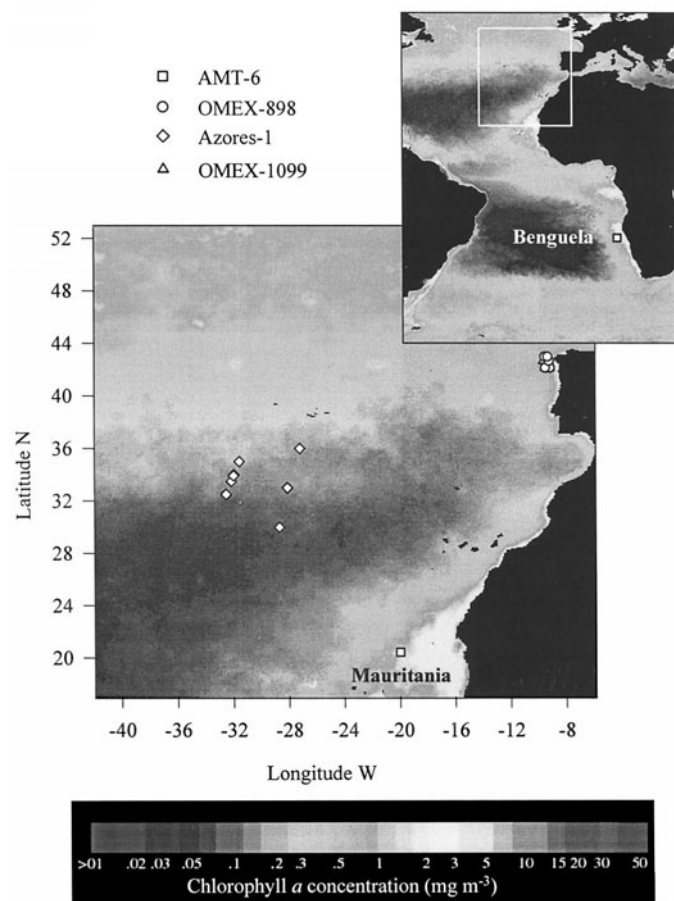 AMT-6
OMEX-898
Azores-1
OMEX-1099
Benguela
52
48
44
40
36
32
28
24
20
Latitude N
Mauritania
-40 -36 -32 -28 -24 -20 -16 -12 -8
Longitude W
>01 .02 .03 .05 .1 .2 .3 .5 1 2 3 5 10 15 20 30 50
Chlorophyll a concentration (mg m-3)